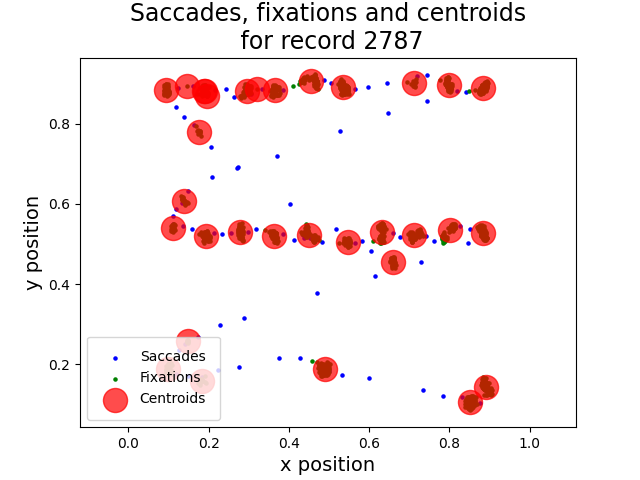 Saccades, fixations and centroids
for record 2787
y position
0.8
0.6
0.4
0.2
Saccades
Fixations
Centroids
0.0 0.2 0.4 0.6 0.8 1.0
x position